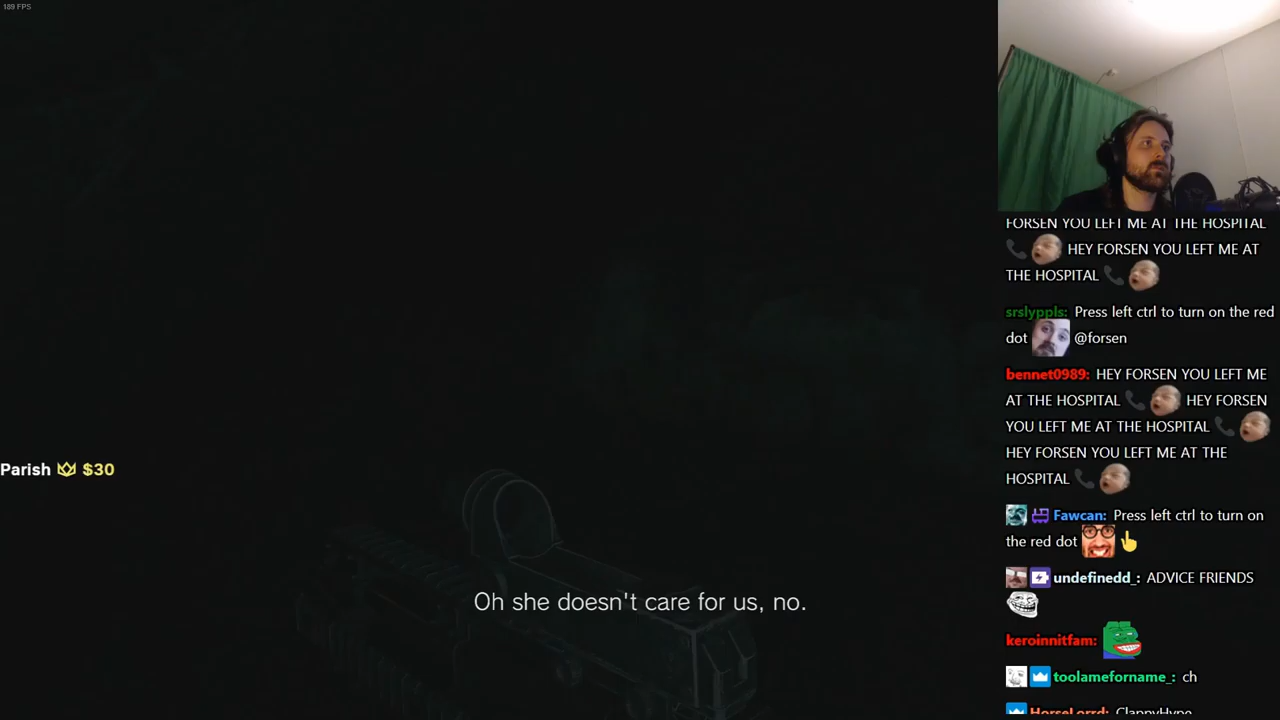 189 FPS
FORSEN YOU LEFT ME AT THE HOSPITAL
HEY FORSEN YOU LEFT ME AT
THE HOSPITAL
srslyppls: Press left ctrl to turn on the red
dot @forsen
bennet0989: HEY FORSEN YOU LEFT ME
AT THE HOSPITAL HEY FORSEN
YOU LEFT ME AT THE HOSPITAL
HEY FORSEN YOU LEFT ME AT THE
HOSPITAL
Parish $30
Fawcan: Press left ctrl to turn on
the red dot
undefinedd_: ADVICE FRIENDS
Oh she doesn't care for us, no.
keroinnitfam:
toolameforname_: ch
HorseLorrd: ClappyHype